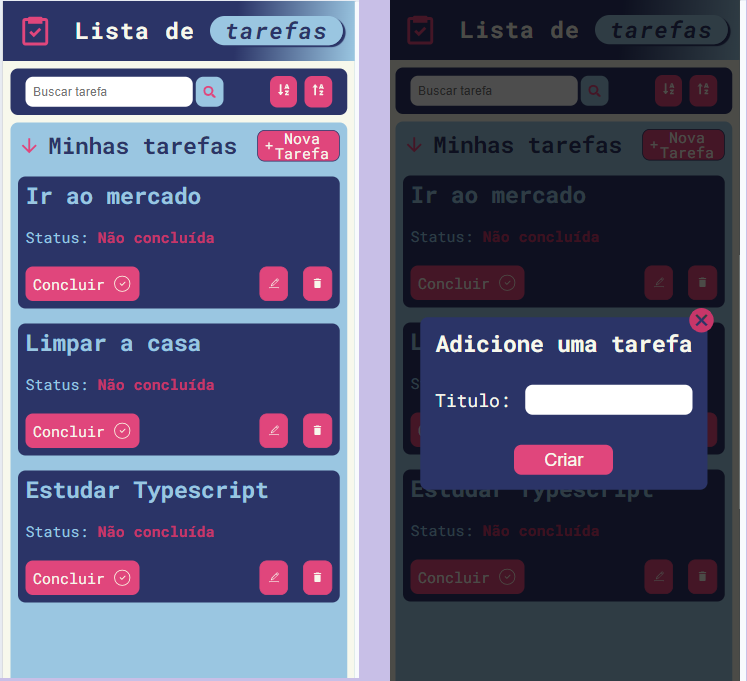 Lista de tarefas
Buscar tarefa
Minhas tarefas
+ Nova
Tarefa
Ir ao mercado
Status: Não concluída
Concluir
Limpar a casa
Status: Não concluída
Concluir
Estudar Typescript
Status: Não concluída
Concluir
Lista de tarefas
Buscar tarefa
Minhas tarefas
+ Nova
Tarefa
Ir ao mercado
Status: Não concluída
Concluir
Adicione uma tarefa
Titulo:
Criar
Estudar Typescript
Status: Não concluída
Concluir